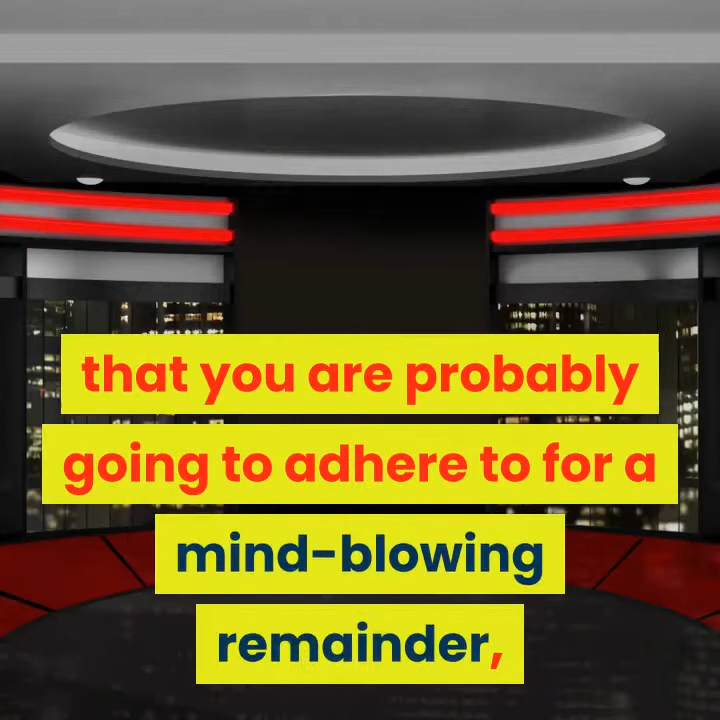 that you are probably
going to adhere to for a
mind-blowing
remainder,